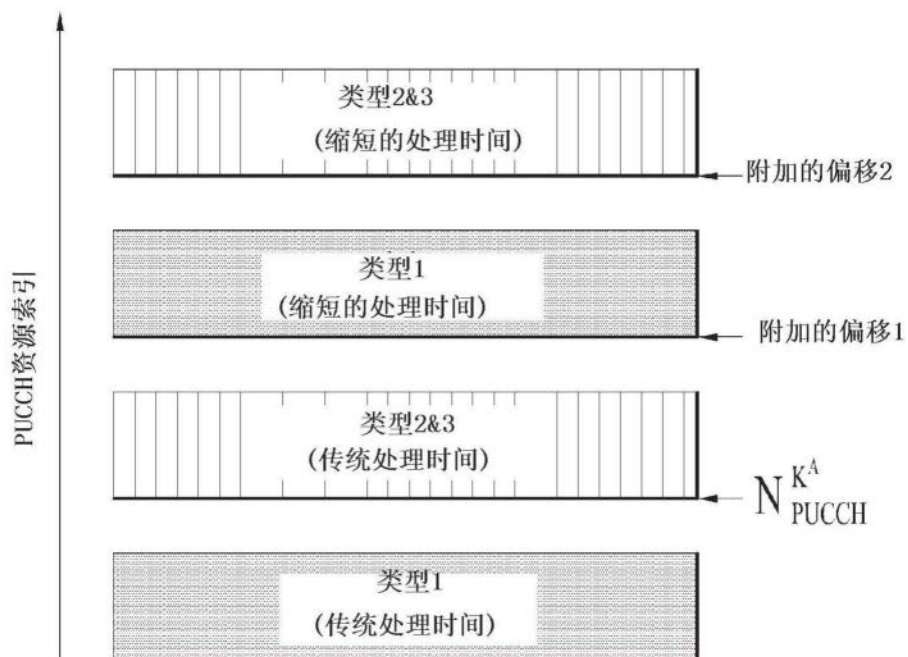 类型2&3
(缩短的处理时间)
附加的偏移2
类型1
(缩短的处理时间)
附加的偏移1
PUCCH资源索引
类型2&3
(传统处理时间)
N K^A PUCCH
类型1
(传统处理时间)